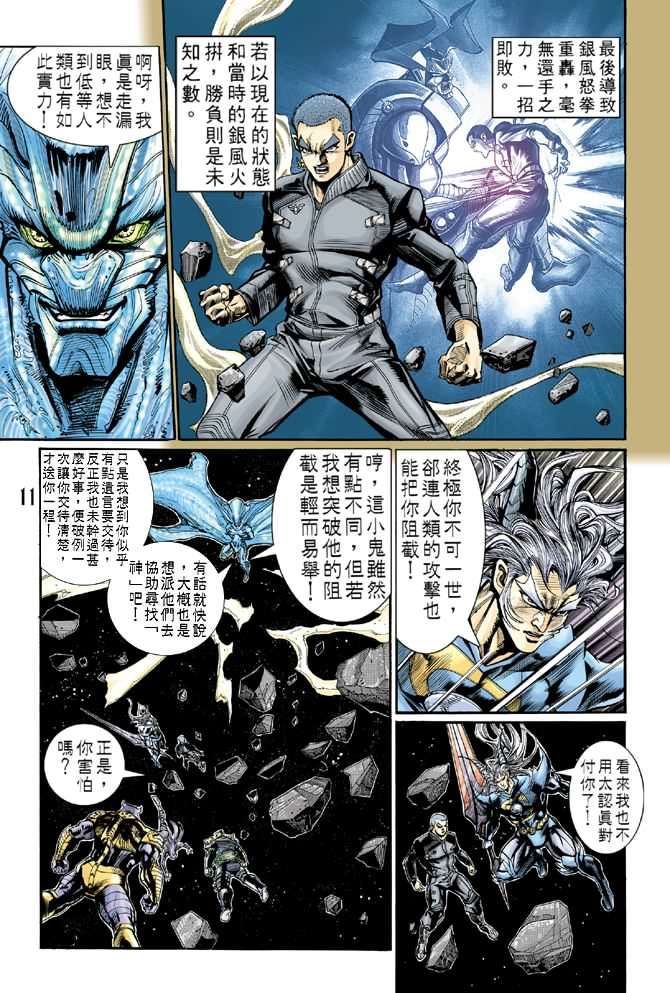 最後導致
銀風怒拳
重轟，毫
無還手之
力，一招
即敗。
若以現在的狀態
和當時的銀風火
拚，勝負則是未
知之數。
啊呀，我
真是走漏
眼，想不
到低等人
類也有如
此實力！
終極你不可一世，
卻連人類的攻擊也
能把你阻截！
哼，這小鬼雖然
有點不同，但若
我想突破他的阻
截是輕而易舉！
只是我想到你似乎
有點遺言要交待，
反正我也未幹過甚
麼好事，便破例一
次讓你交待清楚，
才送你一程！
有話就快說
，大概也是
想派他們去
協助尋找「
神」吧！
看來我也不
用太認真對
付你了！
正是，
你害怕
嗎？
11